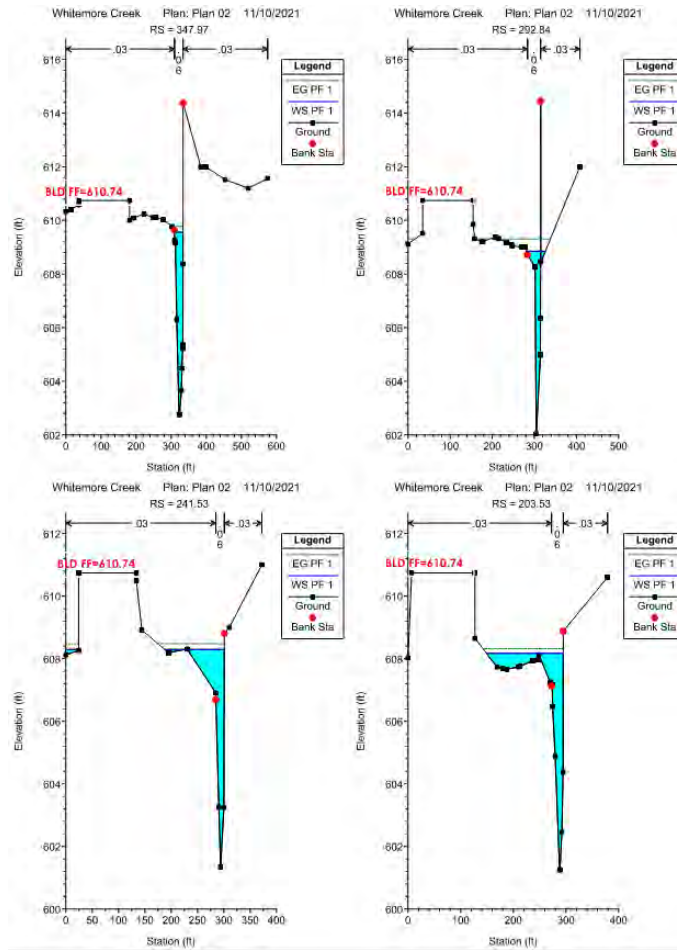 Whitemore Creek Plan: Plan 02 11/10/2021
RS = 347.97
.03
.06
.03
Legend
EG PF 1
WS PF 1
Ground
Bank Sta
BLD FF=610.74
Elevation (ft)
616
614
612
610
608
606
604
602
0
100
200
300
400
500
600
Station (ft)
Whitemore Creek Plan: Plan 02 11/10/2021
RS = 292.84
.03
.06
.03
Legend
EG PF 1
WS PF 1
Ground
Bank Sta
BLD FF=610.74
Elevation (ft)
616
614
612
610
608
606
604
602
0
100
200
300
400
500
Station (ft)
Whitemore Creek Plan: Plan 02 11/10/2021
RS = 241.53
.03
.06
.03
Legend
EG PF 1
WS PF 1
Ground
Bank Sta
BLD FF=610.74
Elevation (ft)
612
610
608
606
604
602
600
0
50
100
150
200
250
300
350
400
Station (ft)
Whitemore Creek Plan: Plan 02 11/10/2021
RS = 203.53
.03
.06
.03
Legend
EG PF 1
WS PF 1
Ground
Bank Sta
BLD FF=610.74
Elevation (ft)
612
610
608
606
604
602
600
0
100
200
300
400
Station (ft)